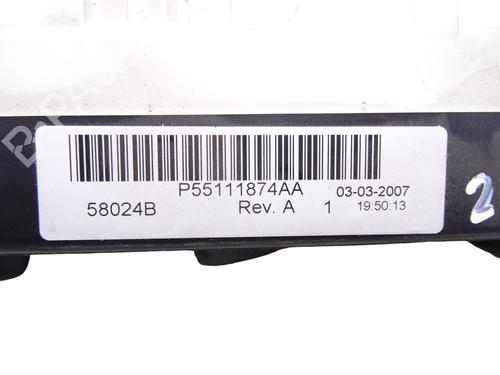 P55111874AA 03-03-2007
58024B Rev. A 1 19:50:13
2